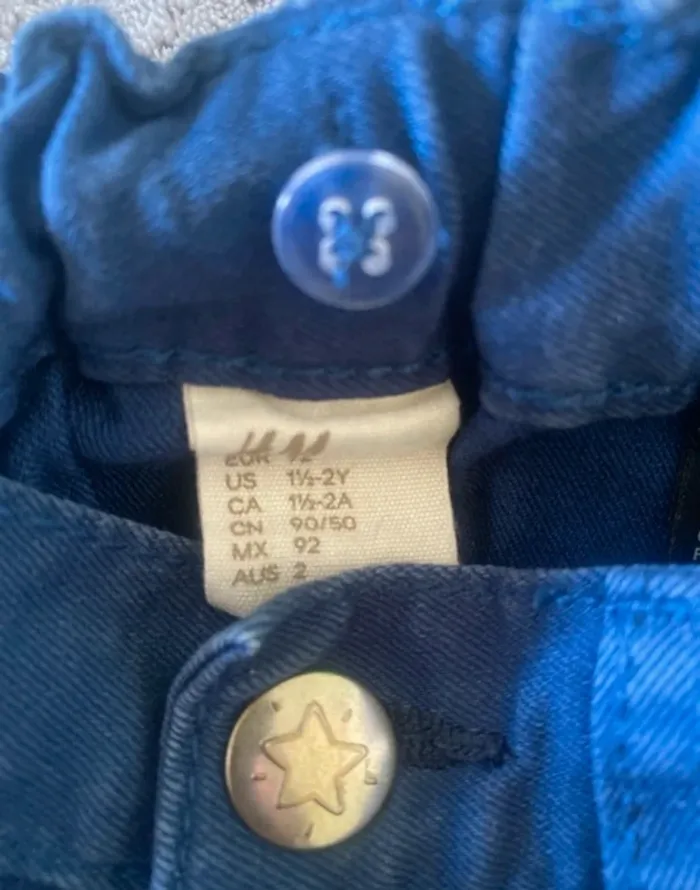 EUR 92
US 1½-2Y
CA 1½-2A
CN 90/50
MX 92
AUS 2